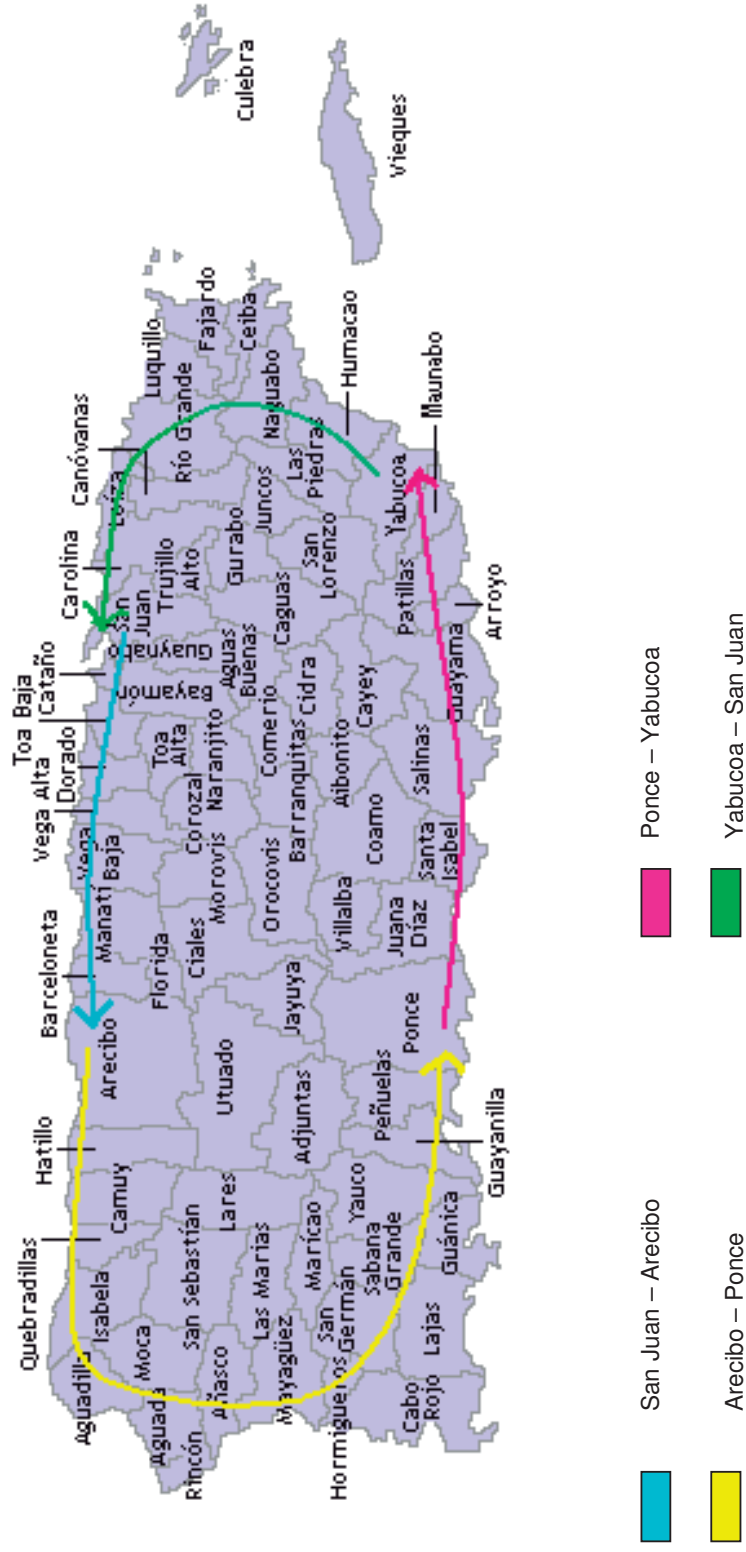 Quebradillas
Hatillo
Barceloneta
Vega Alta
Dorado
Toa Baja
Cataño
Carolina
Canóvanas
Aguadilla
Isabela
Camuy
Arecibo
Manatí
Vega
Baja
San
Juan
Loíza
Luquillo
Moca
Aguada
Rincón
Añasco
San Sebastián
Lares
Utuado
Florida
Ciales
Morovis
Corozal
Toa
Alta
Naranjito
Bayamón
Guaynabo
Trujillo
Alto
Río Grande
Fajardo
Ceiba
Culebra
Las Marias
Mayagüez
Maricao
Adjuntas
Jayuya
Orocovis
Barranquitas
Comerio
Aguas
Buenas
Cidra
Caguas
Gurabo
Juncos
Las
Piedras
Naguabo
Humacao
Vieques
Hormigueros
San
Germán
Sabana
Grande
Yauco
Peñuelas
Ponce
Villalba
Juana
Díaz
Coamo
Aibonito
Cayey
San
Lorenzo
Yabucoa
Maunabo
Cabo
Rojo
Lajas
Guánica
Guayanilla
Santa
Isabel
Salinas
Guayama
Patillas
Arroyo
San Juan – Arecibo
Ponce – Yabucoa
Arecibo – Ponce
Yabucoa – San Juan